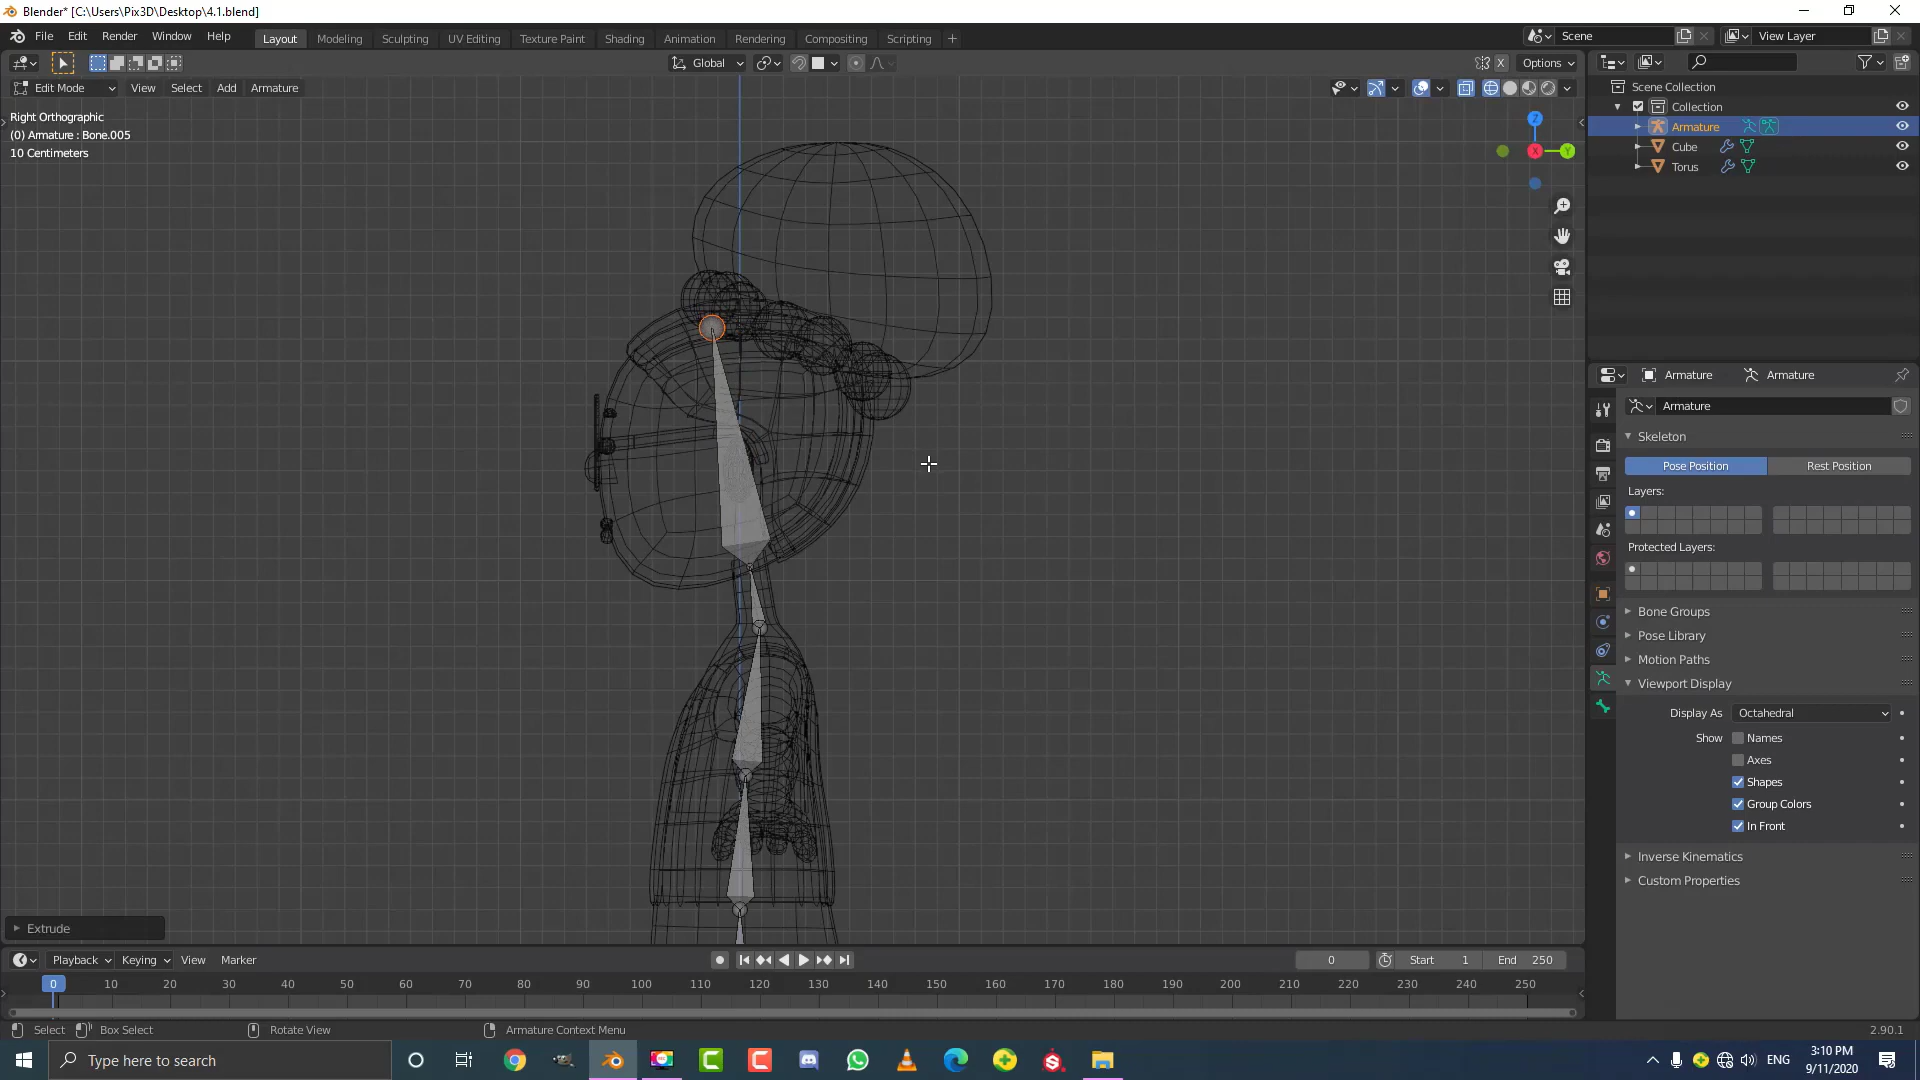 Blender* [C:\Users\Pix3D\Desktop\4.1.blend]
File Edit Render Window Help
Layout Modeling Sculpting UV Editing Texture Paint Shading Animation Rendering Compositing Scripting +
Scene
View Layer
Global
X
Options
Edit Mode View Select Add Armature
Right Orthographic
(0) Armature : Bone.005
10 Centimeters
Z
X
Y
Scene Collection
Collection
Armature
Cube
Torus
Armature
Armature
Armature
Skeleton
Pose Position
Rest Position
Layers:
Protected Layers:
Bone Groups
Pose Library
Motion Paths
Viewport Display
Display As Octahedral
Show Names
Axes
Shapes
Group Colors
In Front
Inverse Kinematics
Custom Properties
Extrude
Playback Keying View Marker
0
Start 1
End 250
0 10 20 30 40 50 60 70 80 90 100 110 120 130 140 150 160 170 180 190 200 210 220 230 240 250
Select
Box Select
Rotate View
Armature Context Menu
2.90.1
Type here to search
ENG
3:10 PM
9/11/2020